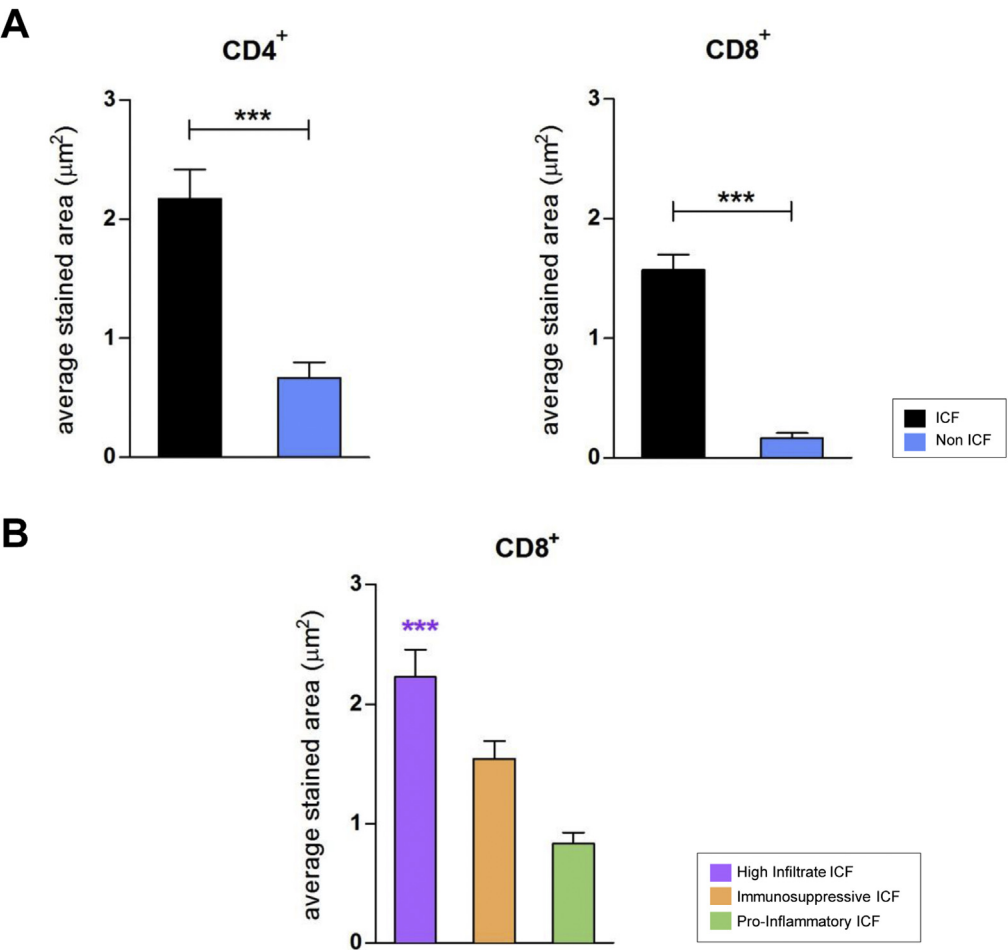 A
CD4+
CD8+
average stained area (μm2)
3
2
1
0
***
average stained area (μm2)
3
2
1
0
***
ICF
Non ICF
B
CD8+
average stained area (μm2)
3
2
1
0
***
High Infiltrate ICF
Immunosuppressive ICF
Pro-Inflammatory ICF